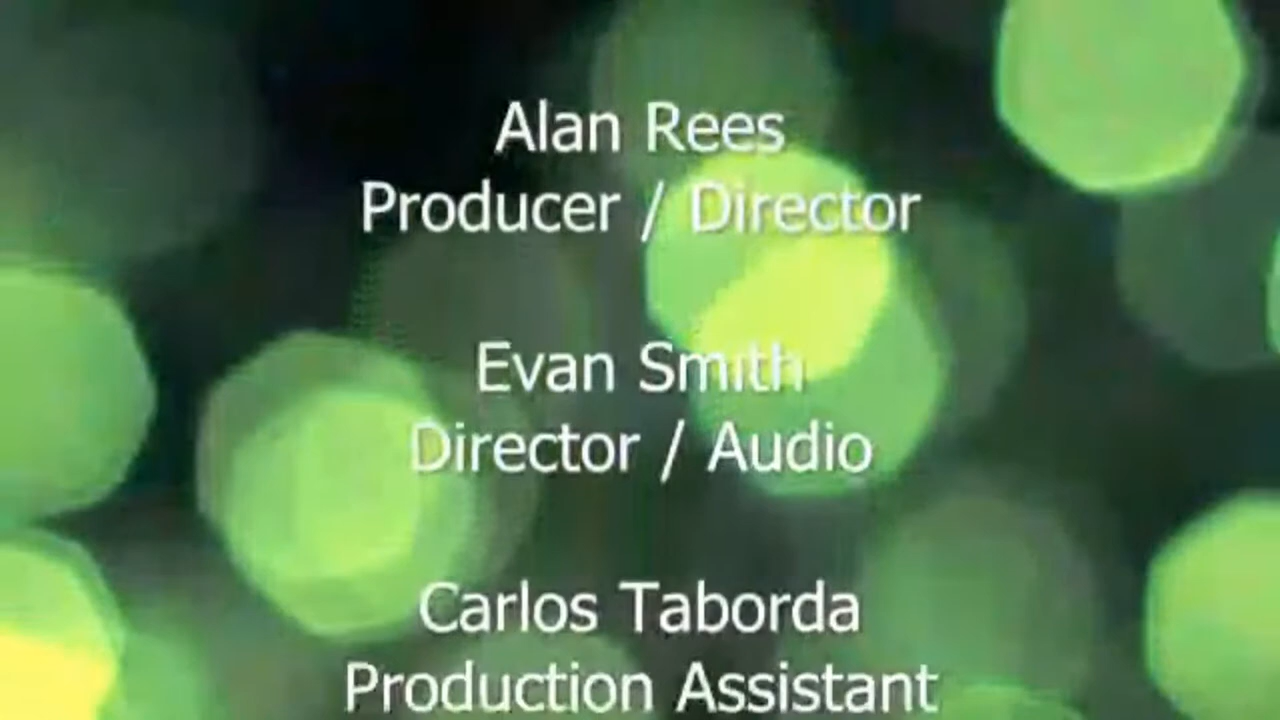 Alan Rees
Producer / Director
Evan Smith
Director / Audio
Carlos Taborda
Production Assistant